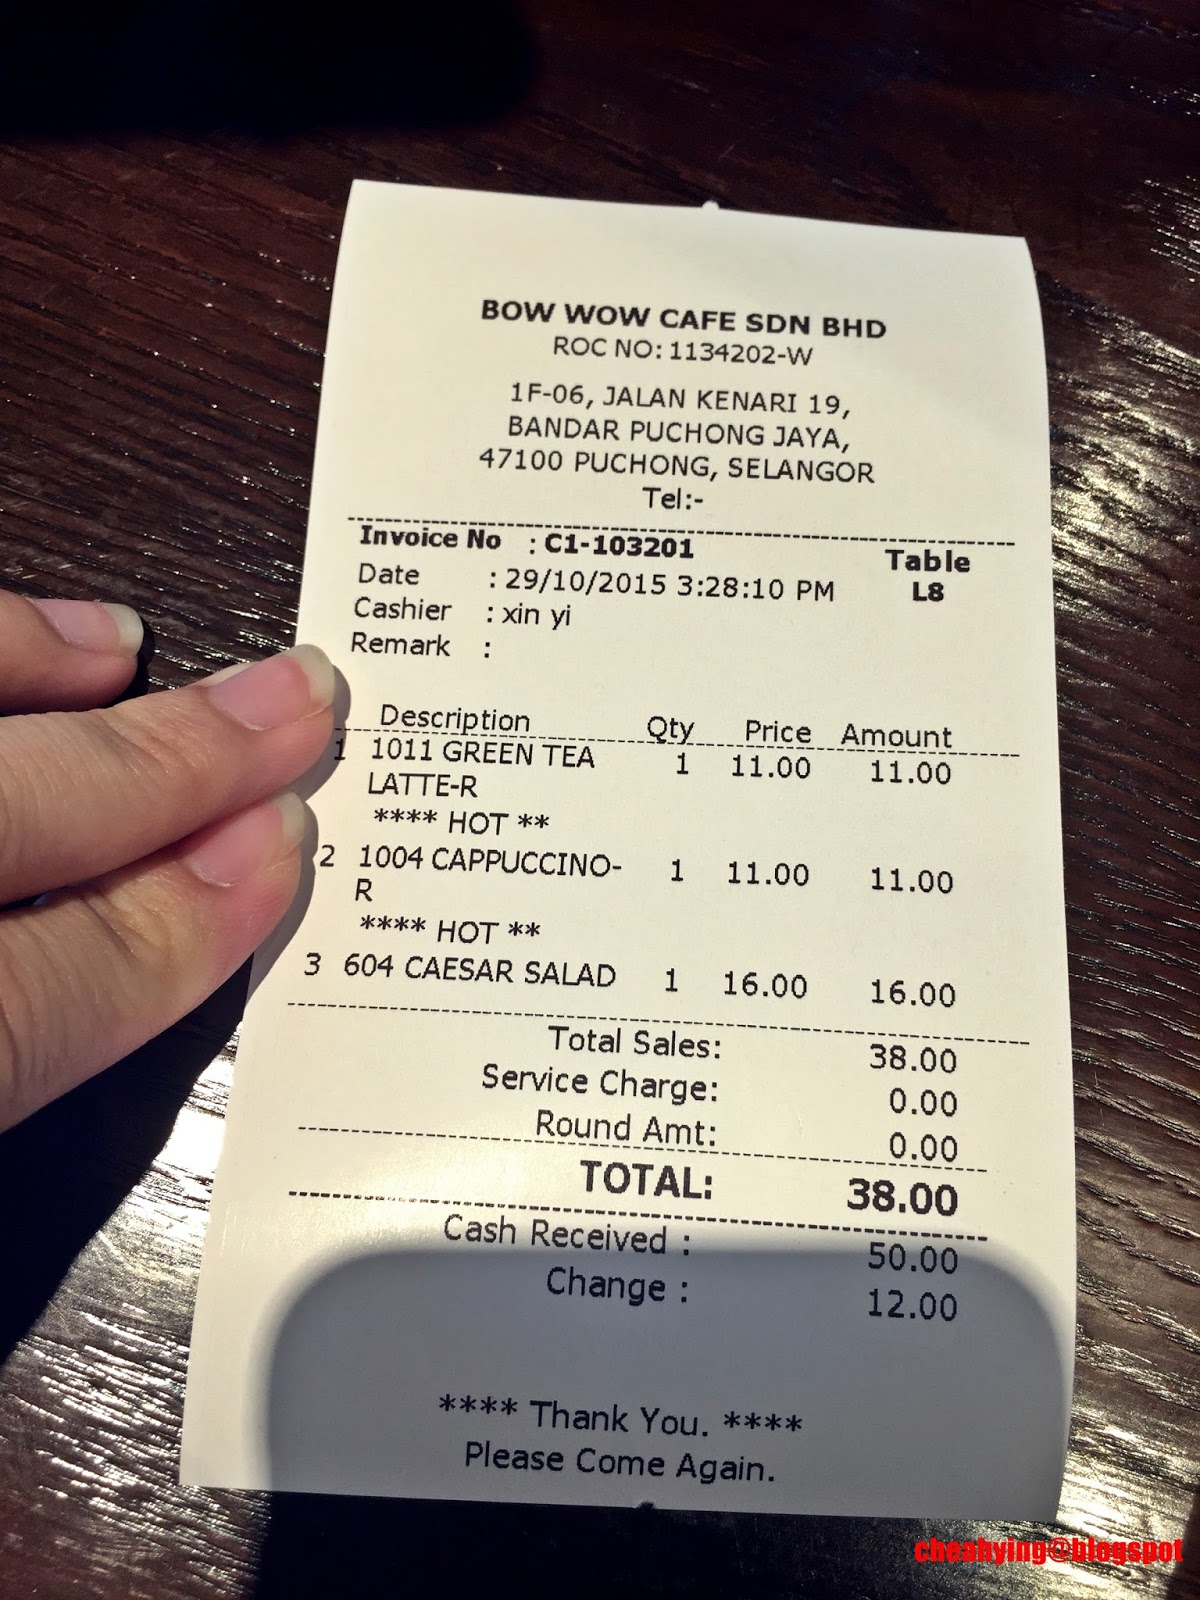 BOW WOW CAFE SDN BHD
ROC NO: 1134202-W
1F-06, JALAN KENARI 19,
BANDAR PUCHONG JAYA,
47100 PUCHONG, SELANGOR
Tel:-
Invoice No : C1-103201 Table
Date : 29/10/2015 3:28:10 PM L8
Cashier : xin yi
Remark :
Description Qty Price Amount
1 1011 GREEN TEA 1 11.00 11.00
LATTE-R
**** HOT **
2 1004 CAPPUCCINO- 1 11.00 11.00
R
**** HOT **
3 604 CAESAR SALAD 1 16.00 16.00
Total Sales: 38.00
Service Charge: 0.00
Round Amt: 0.00
TOTAL: 38.00
Cash Received : 50.00
Change : 12.00
**** Thank You. ****
Please Come Again.
cheahying@blogspot